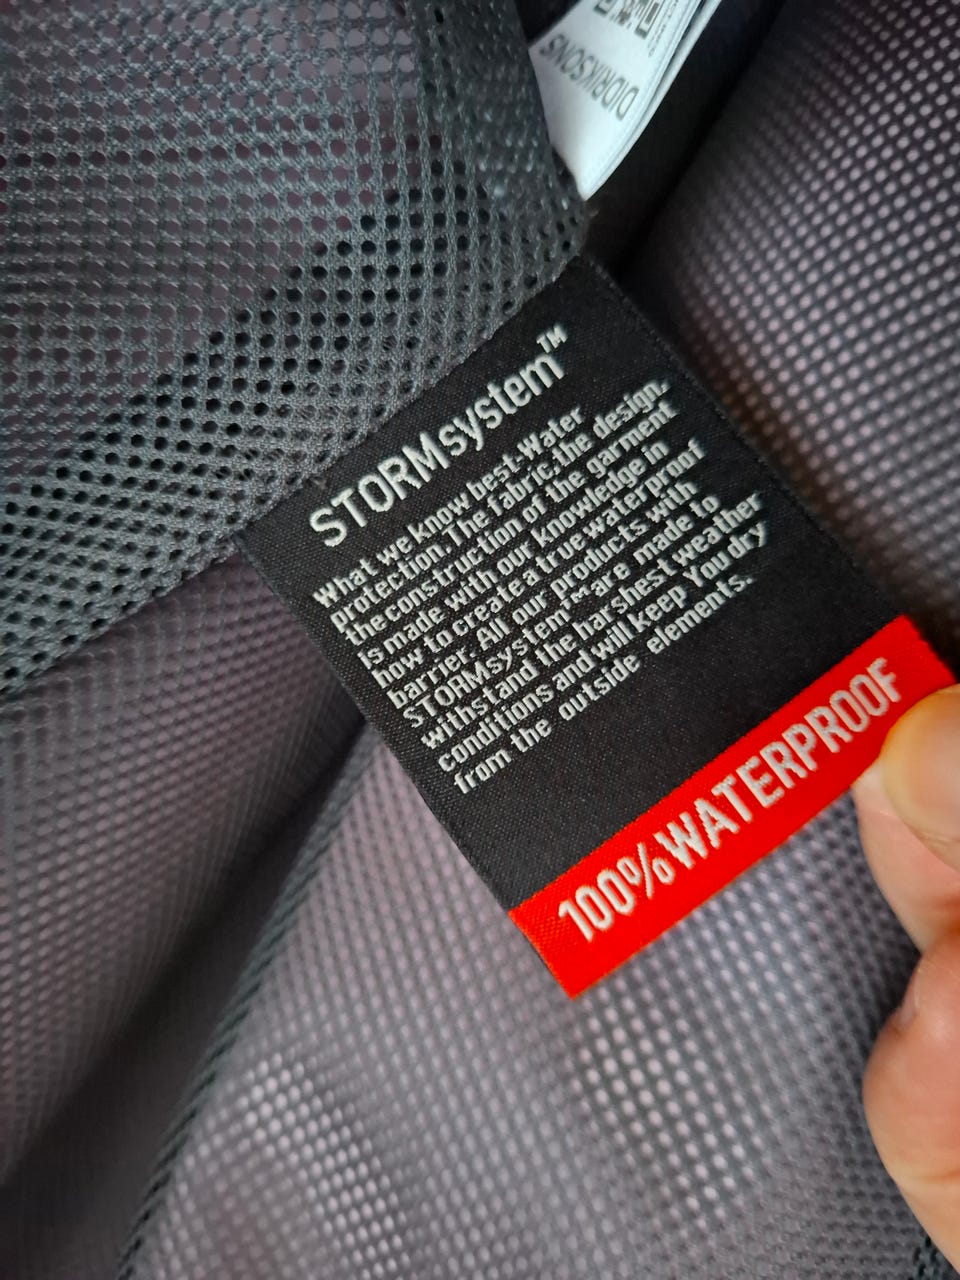 DIDRIKSONS
STORMsystem™
What we know best-Water
protection. The fabric, the design,
the construction of the garment
is made with our knowledge in
how to create a true waterproof
barrier. All our products with
STORMsystem™ are made to
withstand the harshest weather
conditions and will keep You dry
from the outside elements.
100% WATERPROOF